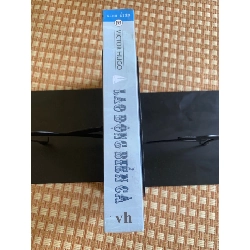 VICTOR HUGO
LAO ĐỘNG BIỂN CẢ
vh